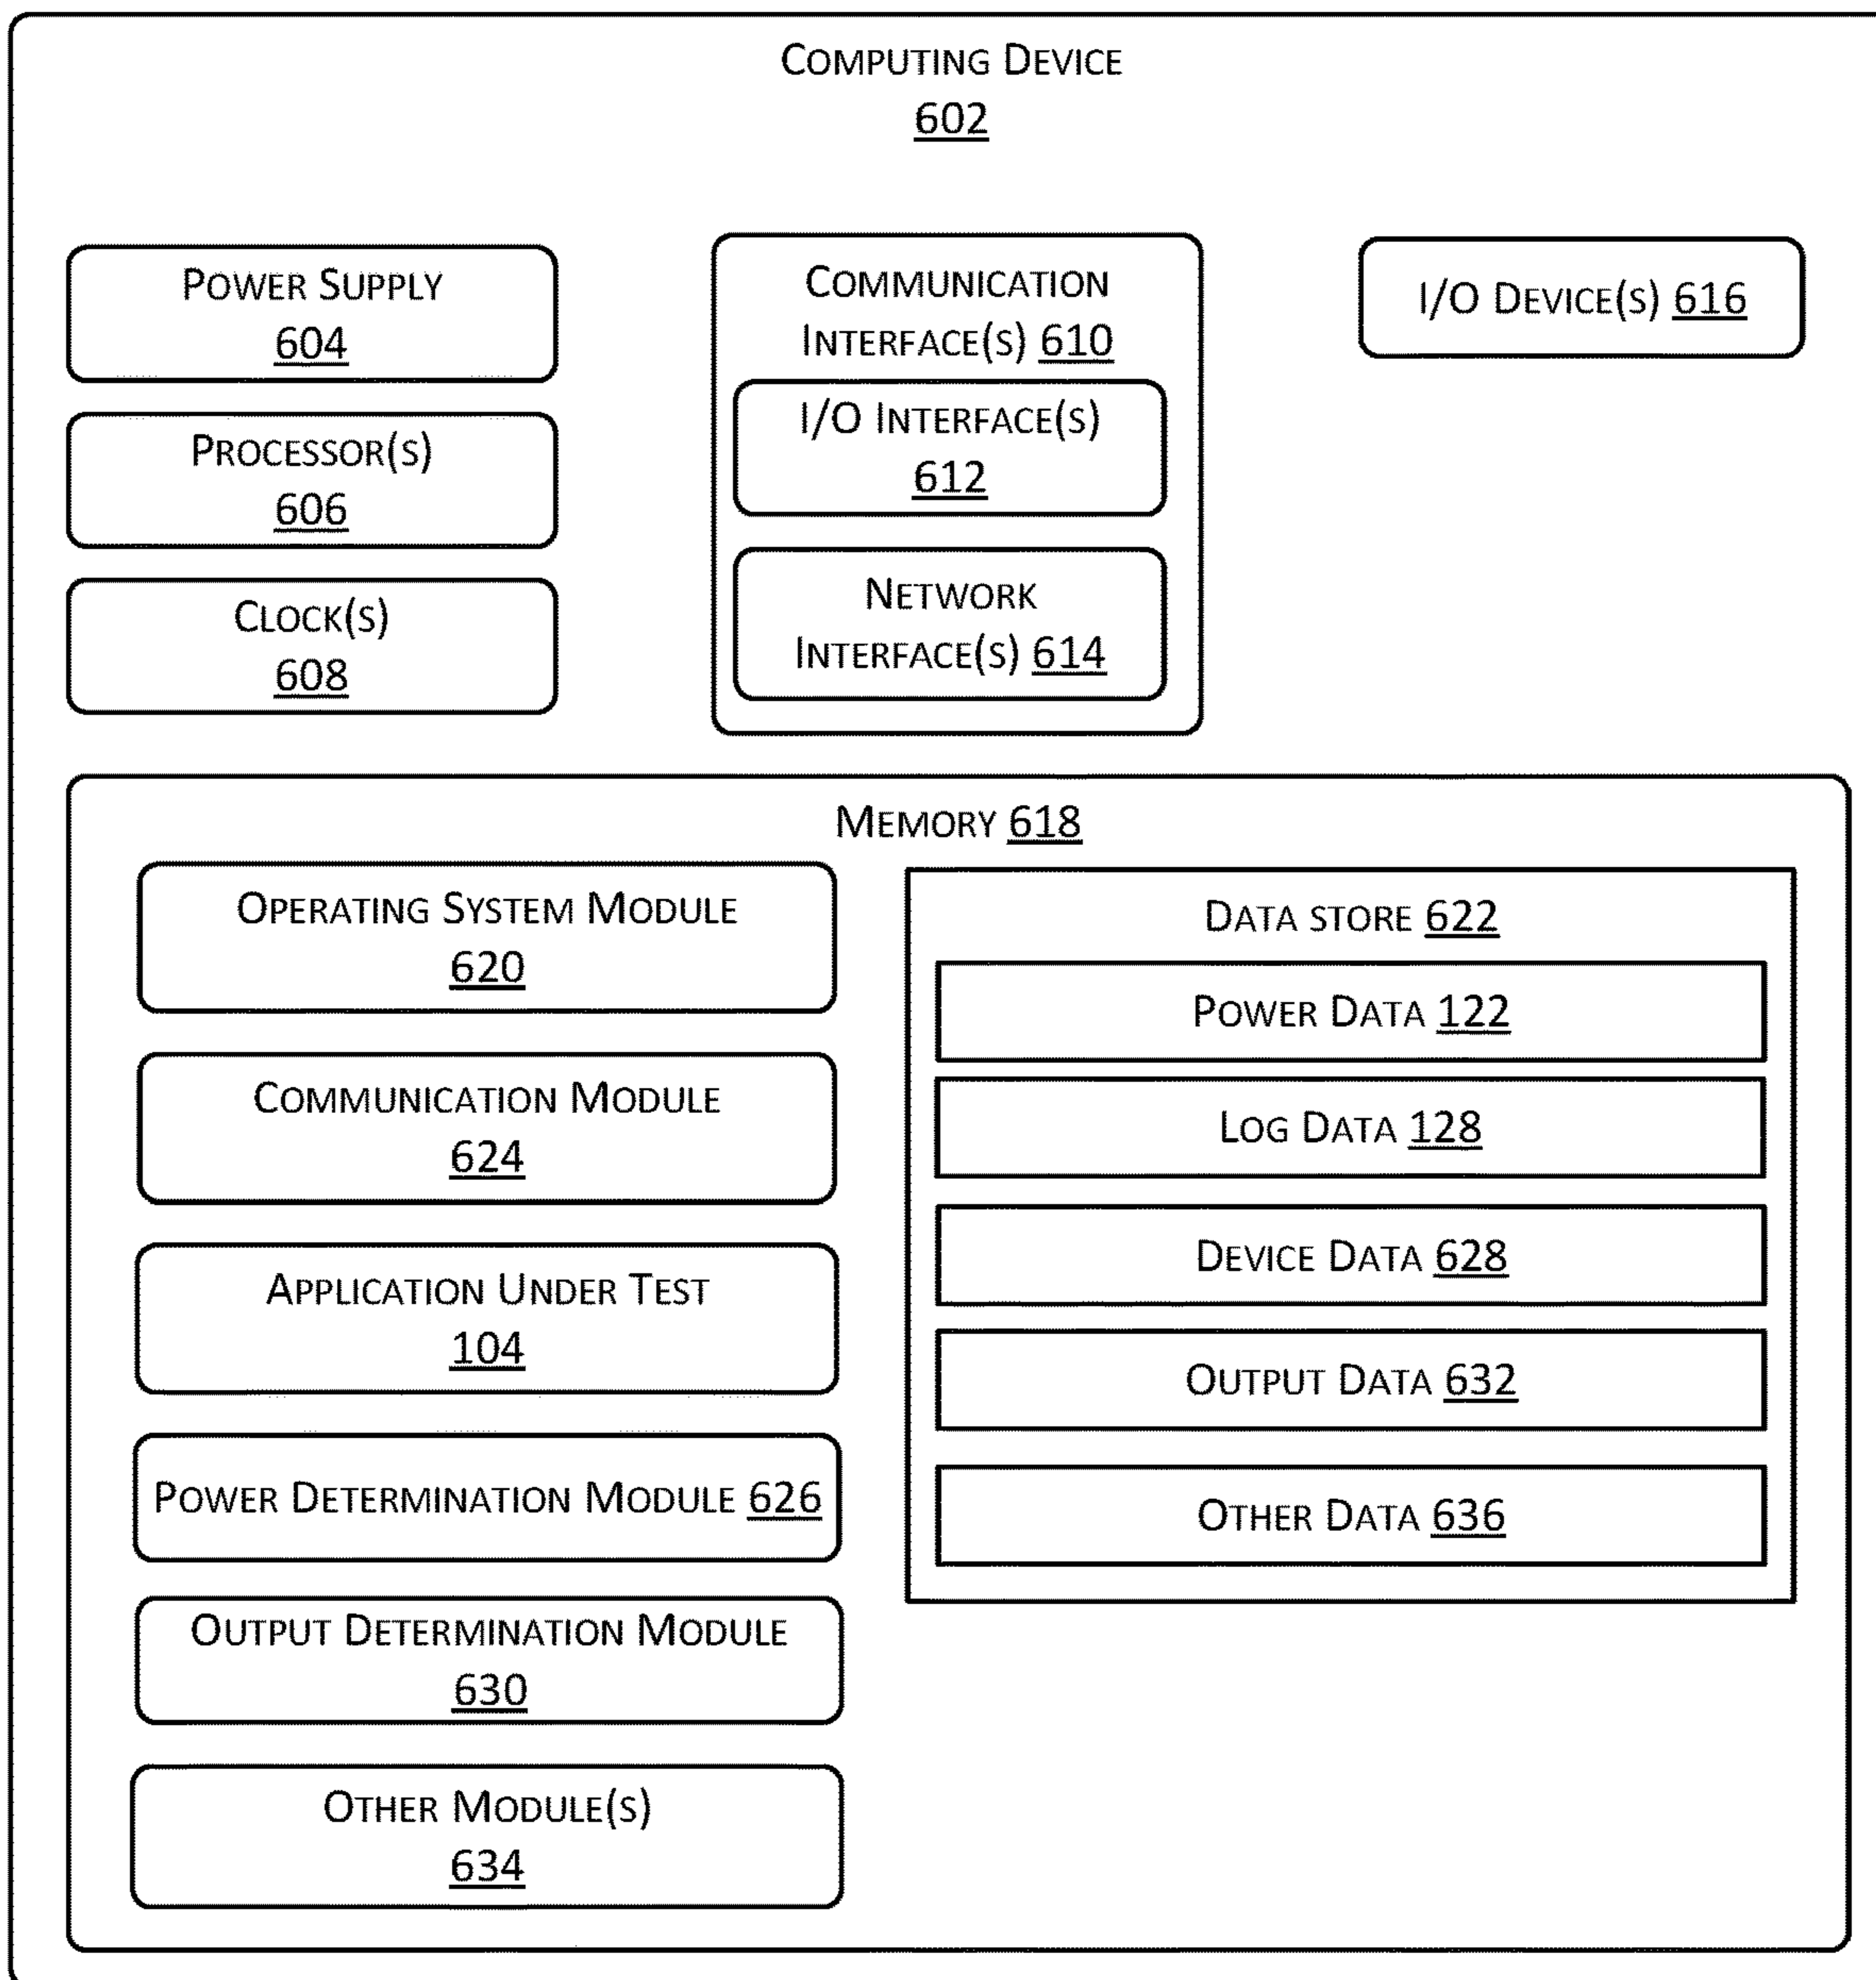 COMPUTING DEVICE
602
POWER SUPPLY
604
PROCESSOR(S)
606
CLOCK(S)
608
COMMUNICATION
INTERFACE(S) 610
I/O INTERFACE(S)
612
NETWORK
INTERFACE(S) 614
I/O DEVICE(S) 616
MEMORY 618
OPERATING SYSTEM MODULE
620
COMMUNICATION MODULE
624
APPLICATION UNDER TEST
104
POWER DETERMINATION MODULE 626
OUTPUT DETERMINATION MODULE
630
OTHER MODULE(S)
634
DATA STORE 622
POWER DATA 122
LOG DATA 128
DEVICE DATA 628
OUTPUT DATA 632
OTHER DATA 636